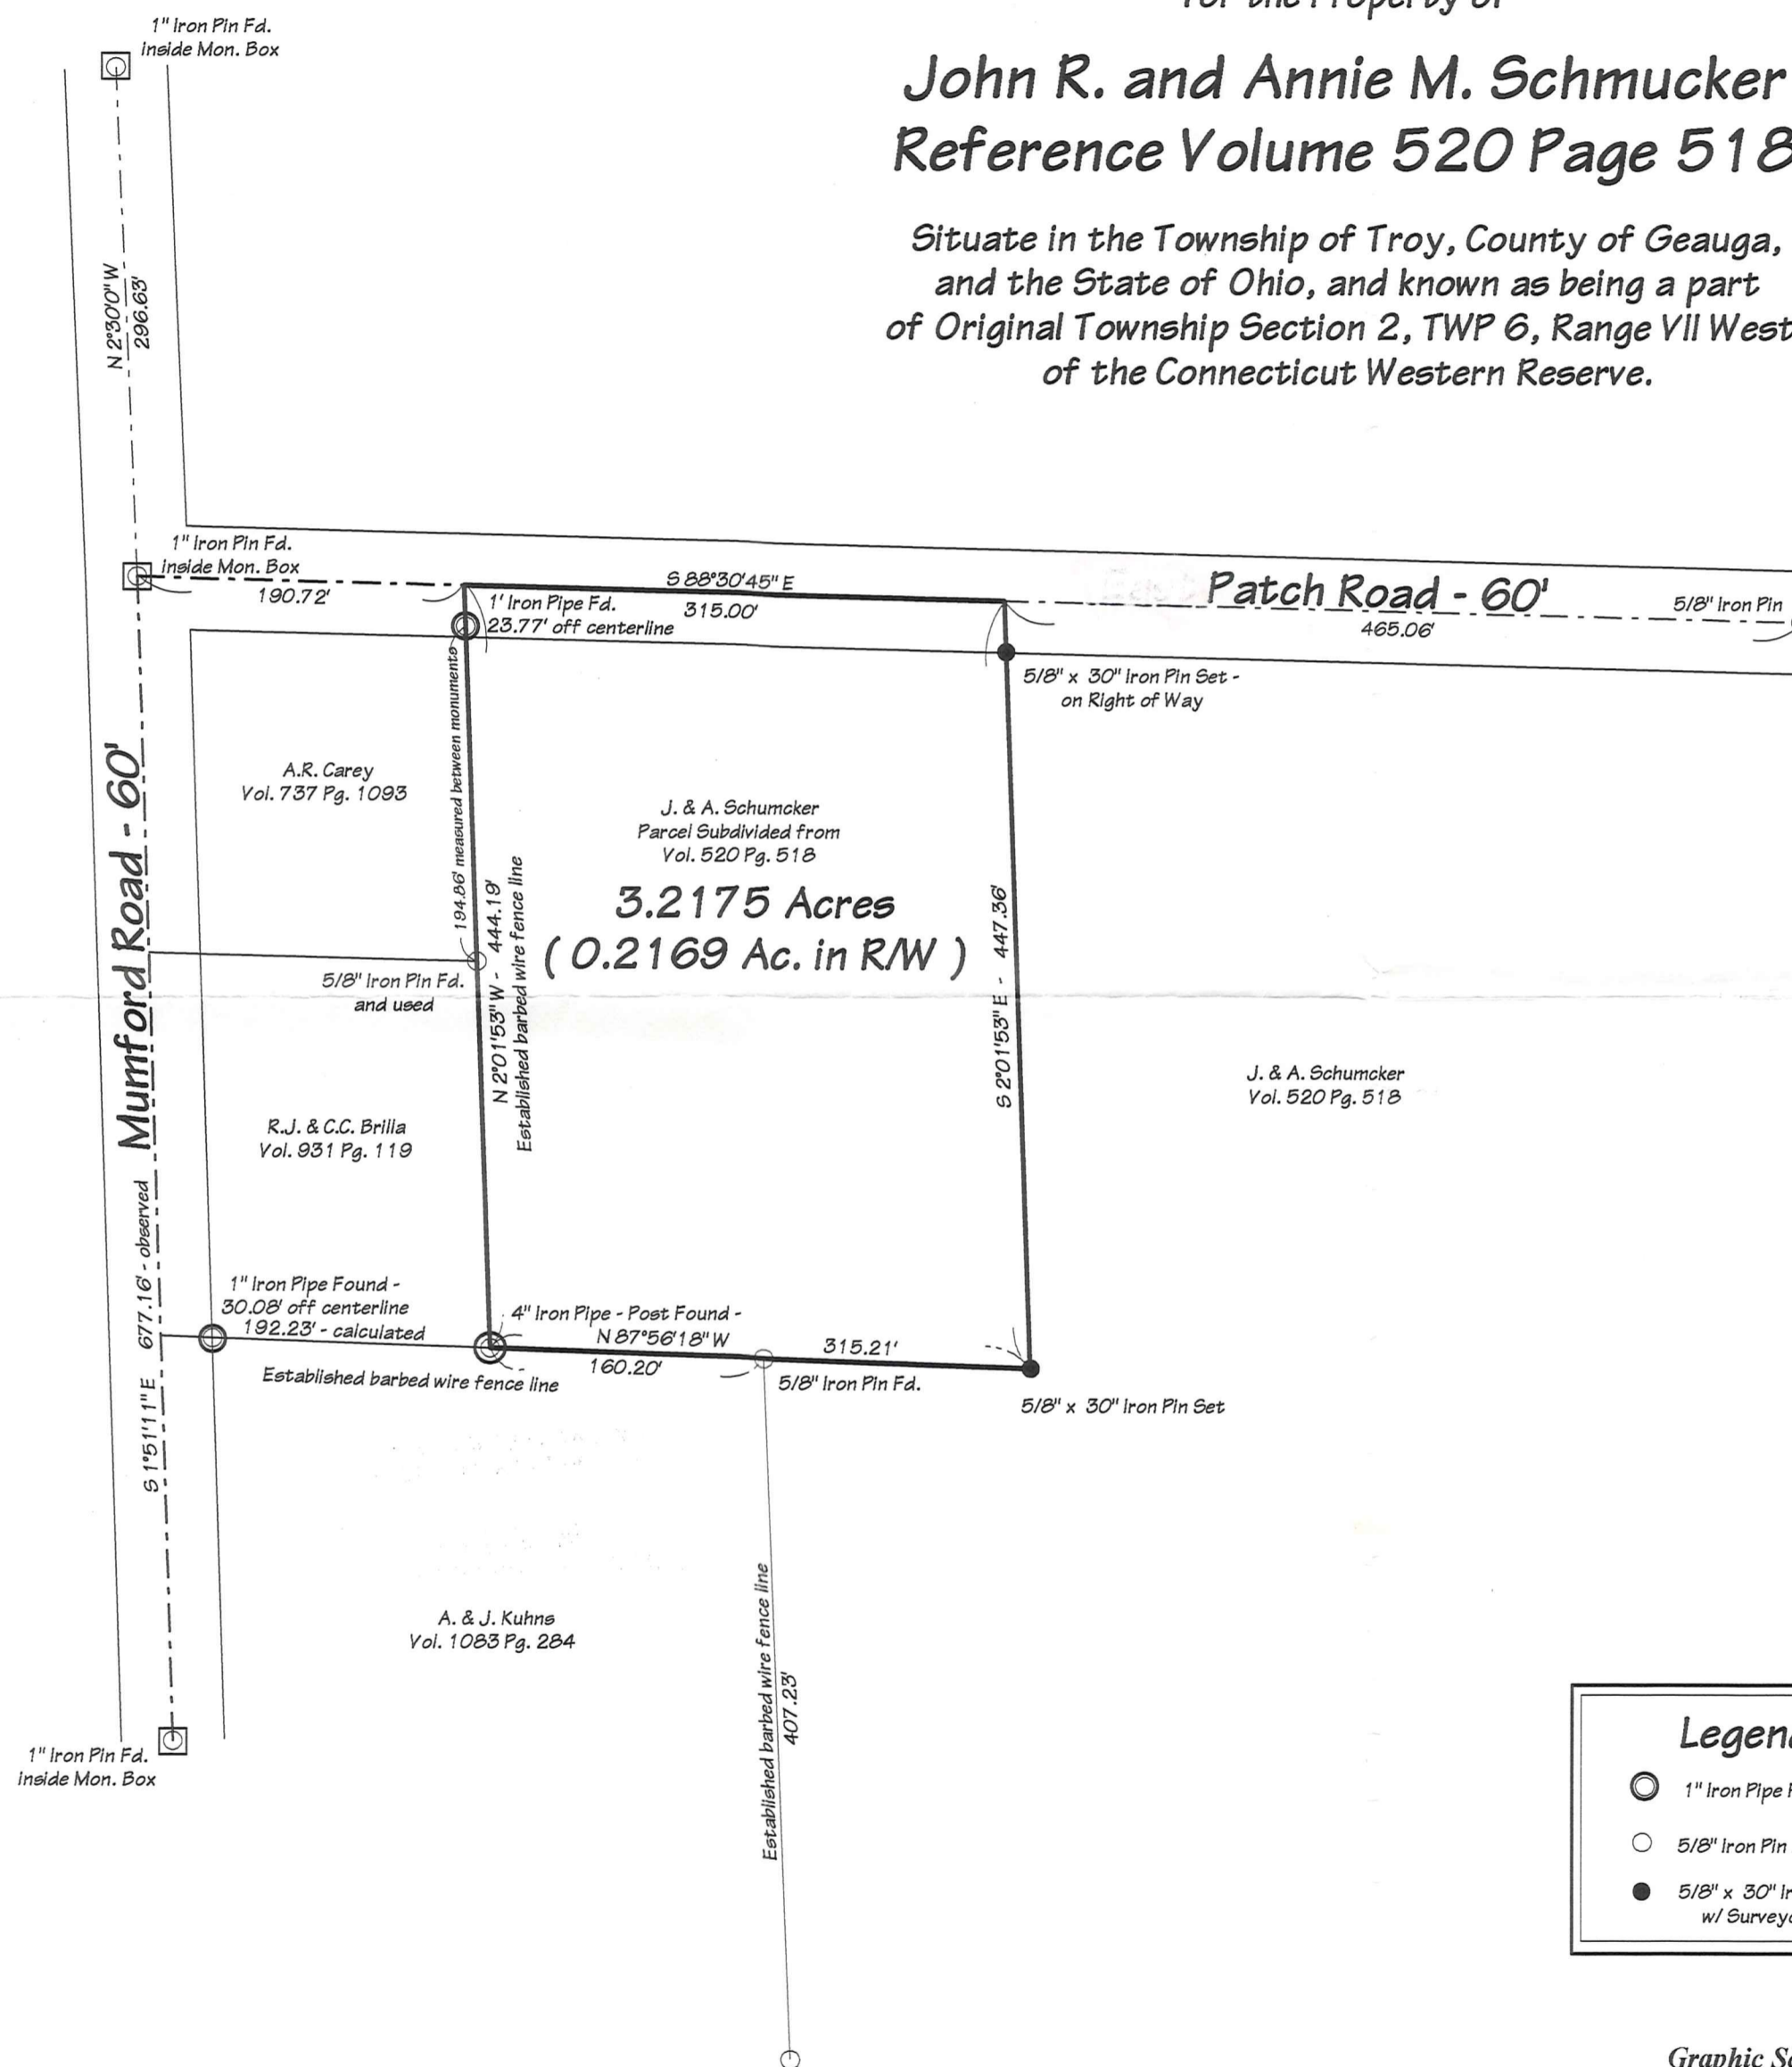 for the Property of
John R. and Annie M. Schmucker
Reference Volume 520 Page 518
Situate in the Township of Troy, County of Geauga,
and the State of Ohio, and known as being a part
of Original Township Section 2, TWP 6, Range VII West
of the Connecticut Western Reserve.
1" Iron Pin Fd.
inside Mon. Box
N 2°30'0" W
296.63'
1" Iron Pin Fd.
inside Mon. Box
190.72'
S 88°30'45" E
315.00'
1' Iron Pipe Fd.
23.77' off centerline
Patch Road - 60'
465.06'
5/8" Iron Pin
5/8" x 30" Iron Pin Set -
on Right of Way
A.R. Carey
Vol. 737 Pg. 1093
194.86' measured between monuments
J. & A. Schumcker
Parcel Subdivided from
Vol. 520 Pg. 518
3.2175 Acres
( 0.2169 Ac. in R/W )
N 2°01'53" W - 444.19'
Established barbed wire fence line
S 2°01'53" E - 447.36'
Mumford Road - 60'
5/8" Iron Pin Fd.
and used
J. & A. Schumcker
Vol. 520 Pg. 518
R.J. & C.C. Brilla
Vol. 931 Pg. 119
S 1°51'11" E 677.16' - observed
1" Iron Pipe Found -
30.08' off centerline
192.23' - calculated
4" Iron Pipe - Post Found -
N 87°56'18" W
315.21'
160.20'
5/8" Iron Pin Fd.
Established barbed wire fence line
5/8" x 30" Iron Pin Set
A. & J. Kuhns
Vol. 1083 Pg. 284
Established barbed wire fence line
407.23'
1" Iron Pin Fd.
inside Mon. Box
Legen
1" Iron Pipe
5/8" Iron Pin
5/8" x 30" Ir
w/ Surveyo
Graphic Sc